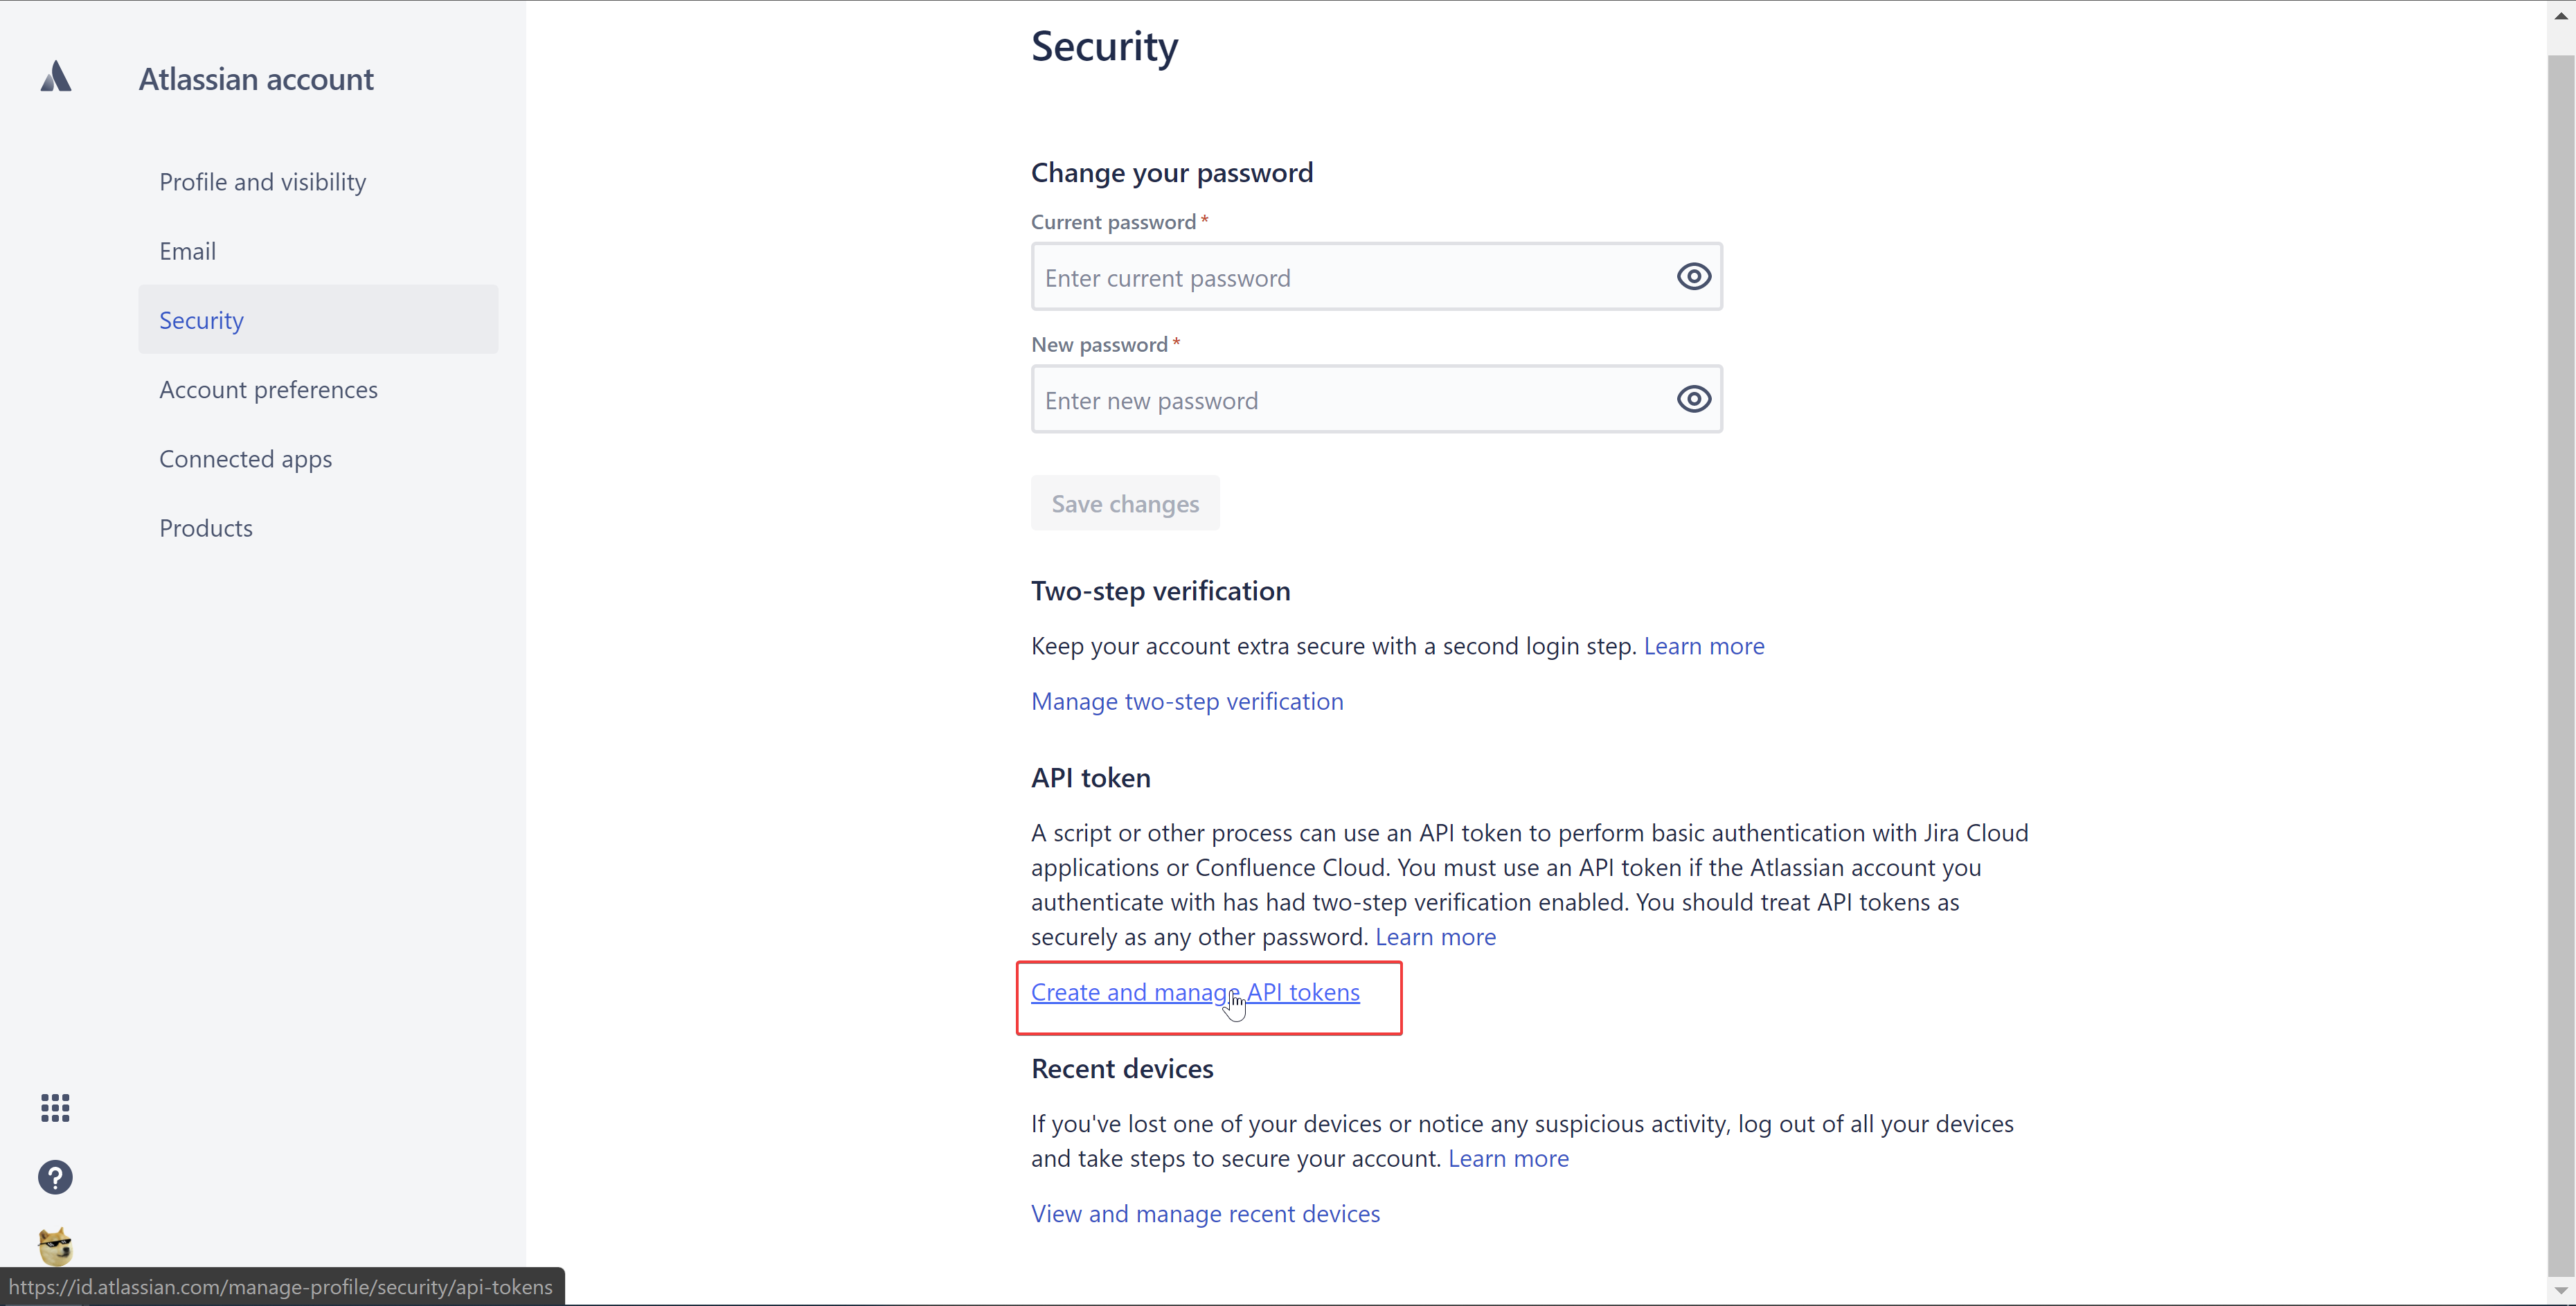 Atlassian account
Profile and visibility
Email
Security
Account preferences
Connected apps
Products
Security
Change your password
Current password *
Enter current password
New password *
Enter new password
Save changes
Two-step verification
Keep your account extra secure with a second login step. Learn more
Manage two-step verification
API token
A script or other process can use an API token to perform basic authentication with Jira Cloud
applications or Confluence Cloud. You must use an API token if the Atlassian account you
authenticate with has had two-step verification enabled. You should treat API tokens as
securely as any other password. Learn more
Create and manage API tokens
Recent devices
If you've lost one of your devices or notice any suspicious activity, log out of all your devices
and take steps to secure your account. Learn more
View and manage recent devices
https://id.atlassian.com/manage-profile/security/api-tokens